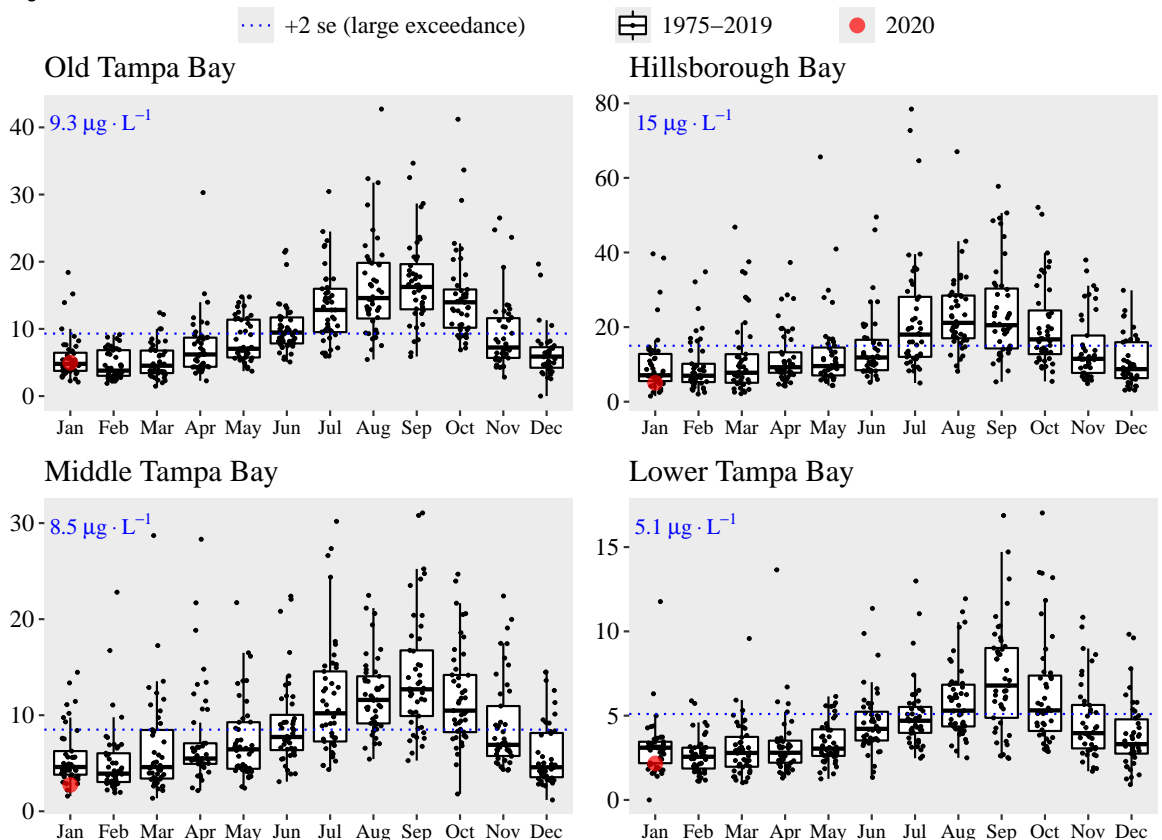 +2 se (large exceedance) 1975–2019 2020
Old Tampa Bay
9.3 µg · L⁻¹
40
30
20
10
0
Jan Feb Mar Apr May Jun Jul Aug Sep Oct Nov Dec
Hillsborough Bay
15 µg · L⁻¹
80
60
40
20
0
Jan Feb Mar Apr May Jun Jul Aug Sep Oct Nov Dec
Middle Tampa Bay
8.5 µg · L⁻¹
30
20
10
0
Jan Feb Mar Apr May Jun Jul Aug Sep Oct Nov Dec
Lower Tampa Bay
5.1 µg · L⁻¹
15
10
5
0
Jan Feb Mar Apr May Jun Jul Aug Sep Oct Nov Dec